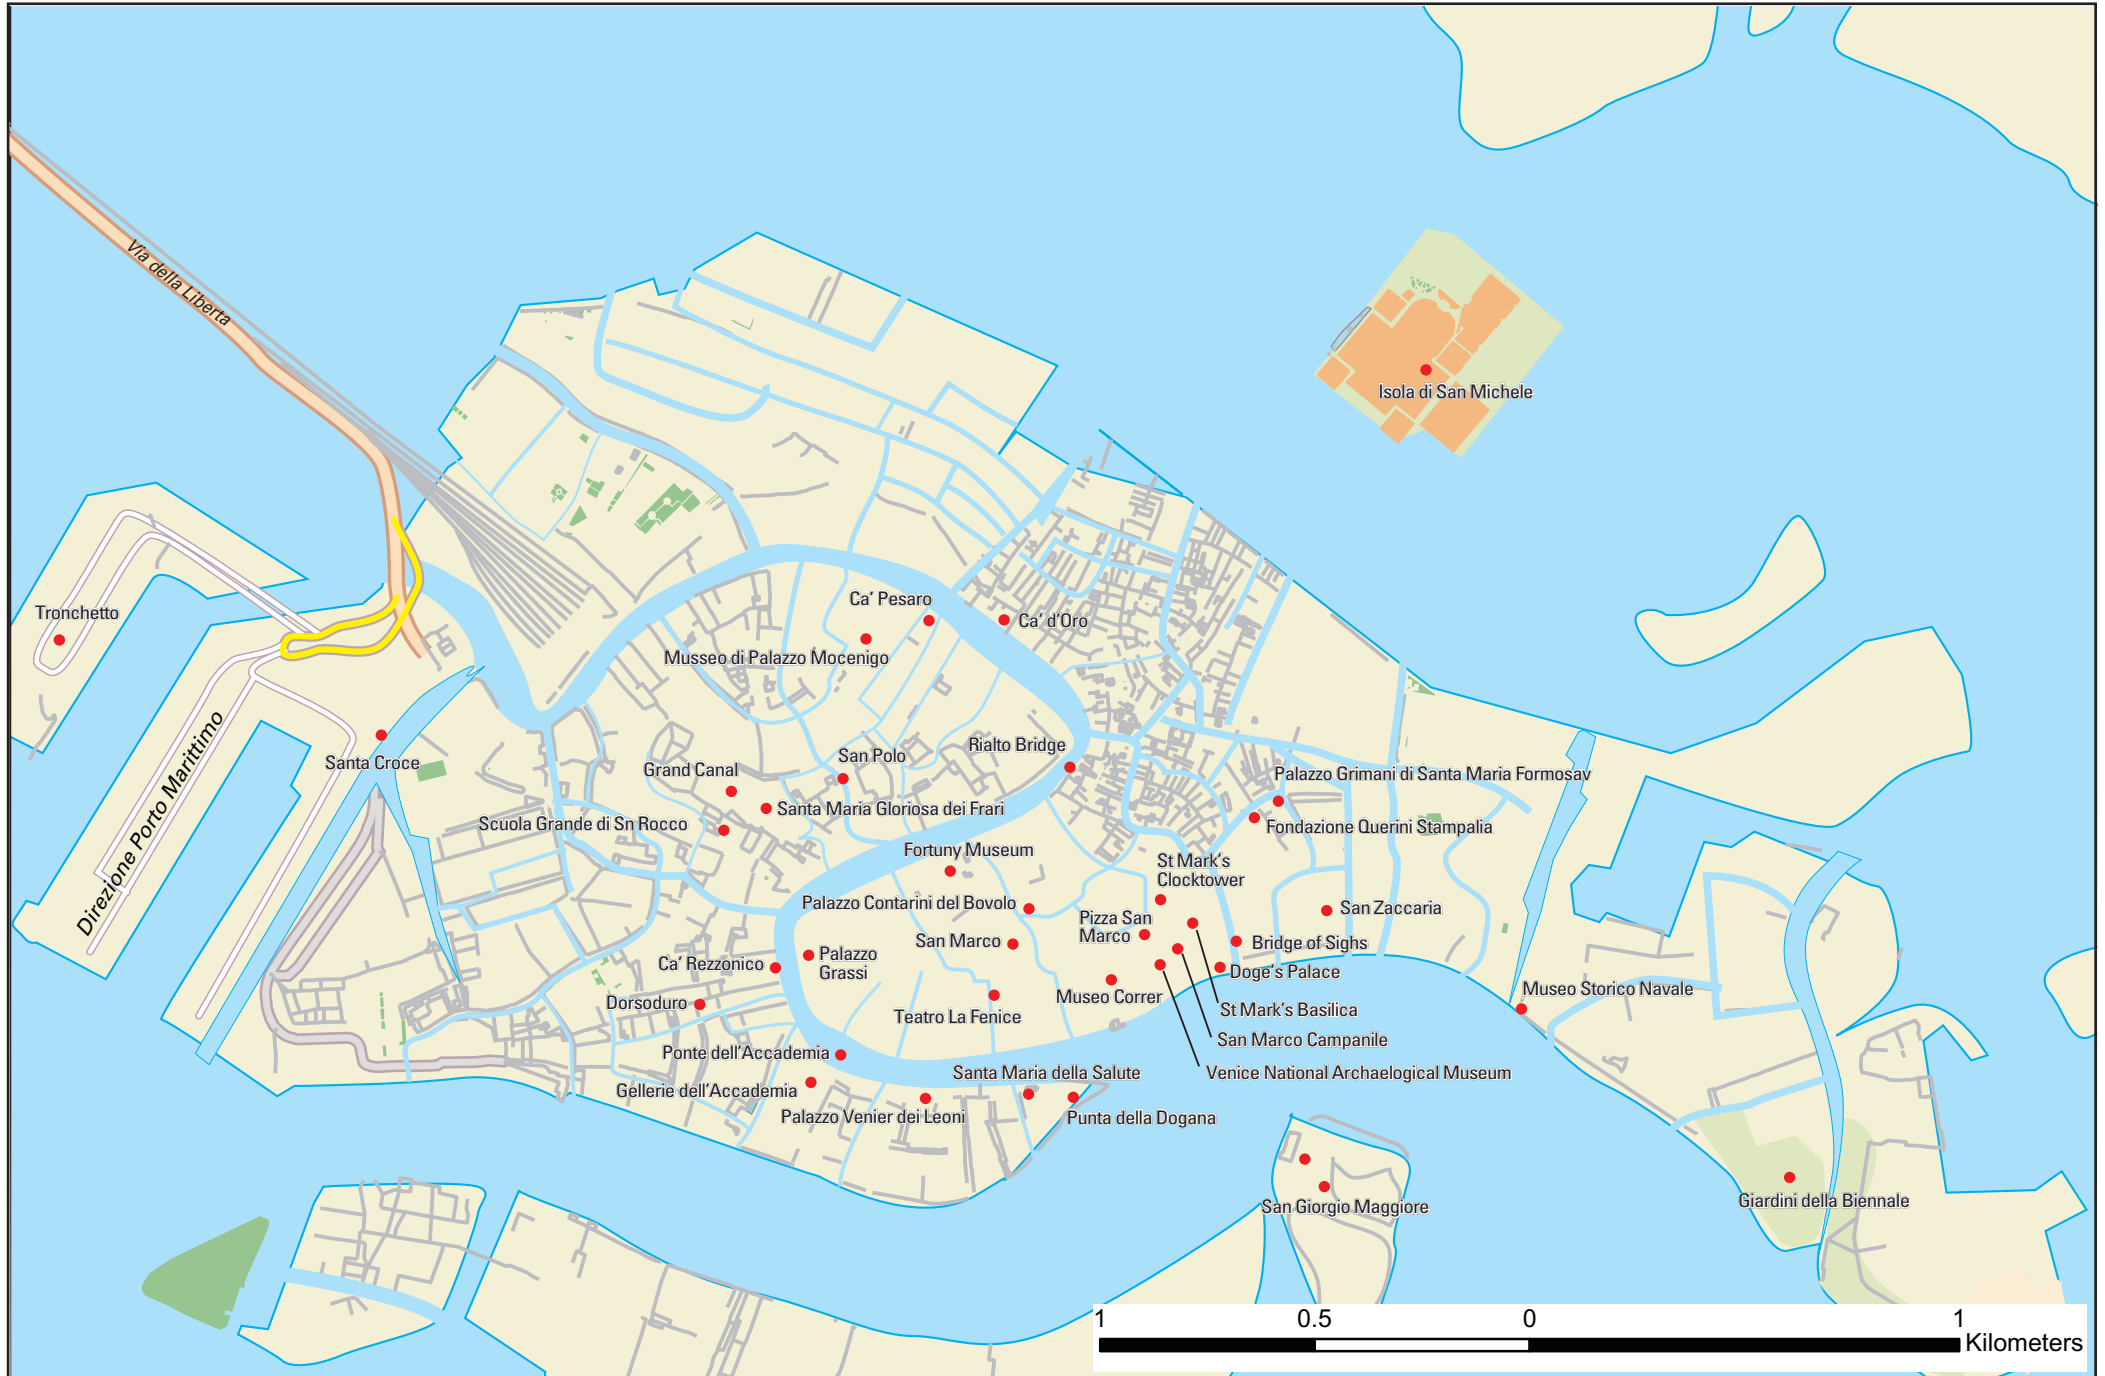 Via della Liberta
Isola di San Michele
Tronchetto
Ca' Pesaro
Ca' d'Oro
Musseo di Palazzo Mocenigo
Direzione Porto Marittimo
Santa Croce
Rialto Bridge
San Polo
Grand Canal
Palazzo Grimani di Santa Maria Formosav
Santa Maria Gloriosa dei Frari
Scuola Grande di Sn Rocco
Fondazione Querini Stampalia
Fortuny Museum
St Mark's
Clocktower
Palazzo Contarini del Bovolo
San Zaccaria
Pizza San
Marco
San Marco
Bridge of Sighs
Palazzo
Grassi
Ca' Rezzonico
Doge's Palace
Museo Storico Navale
Museo Correr
Dorsoduro
St Mark's Basilica
Teatro La Fenice
San Marco Campanile
Ponte dell'Accademia
Santa Maria della Salute
Venice National Archaelogical Museum
Gellerie dell'Accademia
Palazzo Venier dei Leoni
Punta della Dogana
Giardini della Biennale
San Giorgio Maggiore
1 0.5 0 1
Kilometers